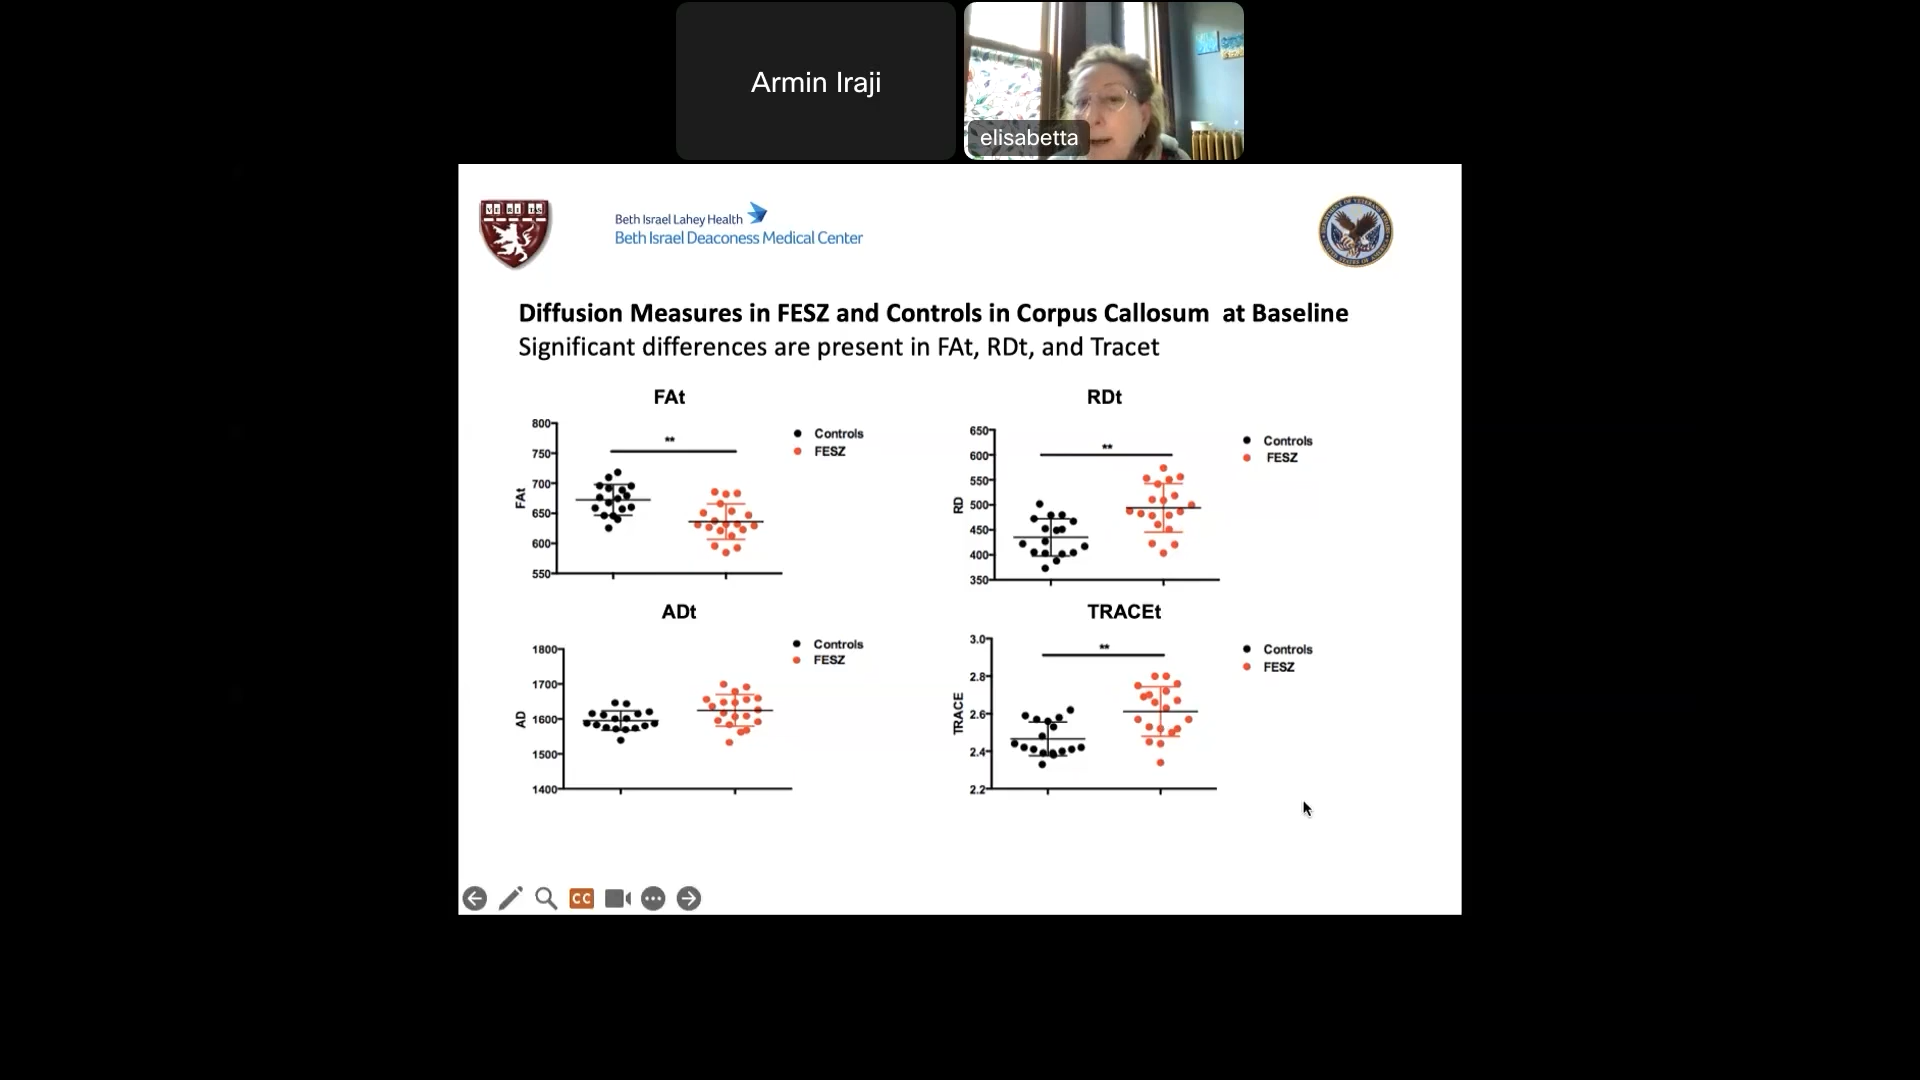 Armin Iraji
elisabetta
VE RI TAS
Beth Israel Lahey Health
Beth Israel Deaconess Medical Center
Diffusion Measures in FESZ and Controls in Corpus Callosum at Baseline
Significant differences are present in FAt, RDt, and Tracet
FAt
800
750
700
650
600
550
FAt
**
Controls
FESZ
RDt
650
600
550
500
450
400
350
RD
**
Controls
FESZ
ADt
1800
1700
1600
1500
1400
AD
Controls
FESZ
TRACEt
3.0
2.8
2.6
2.4
2.2
TRACE
**
Controls
FESZ
CC